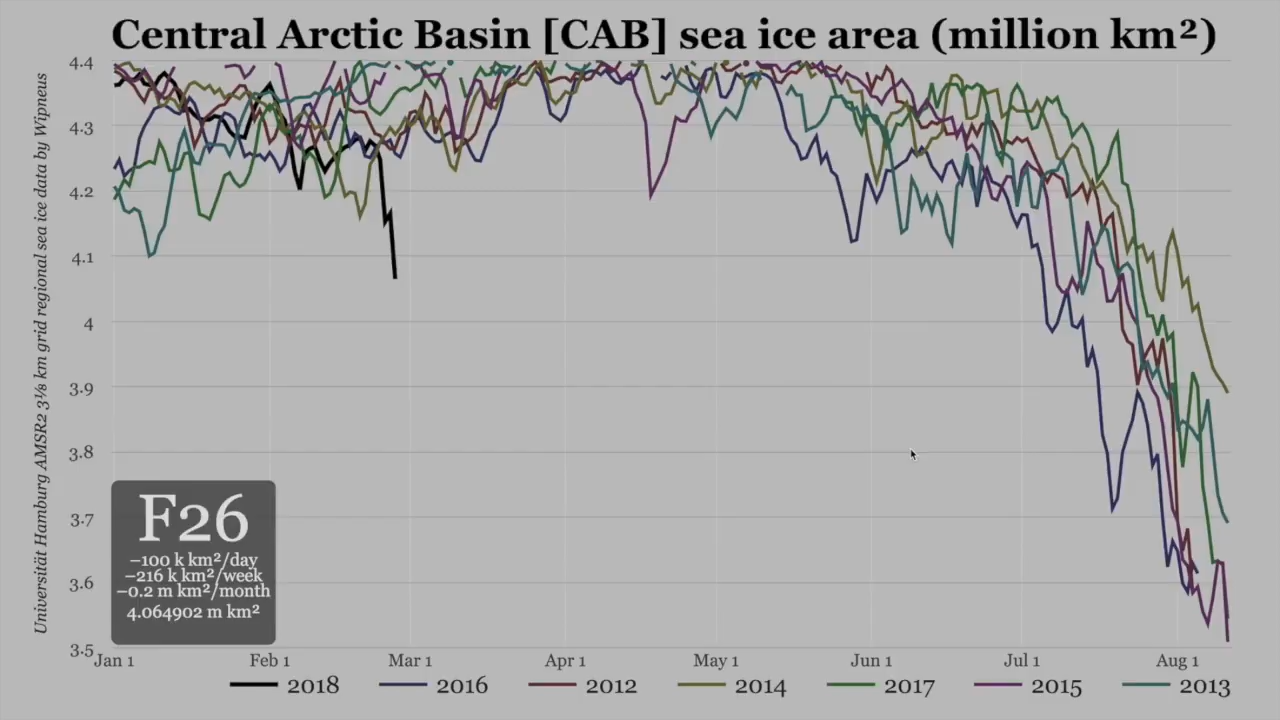 Central Arctic Basin [CAB] sea ice area (million km²)
Universität Hamburg AMSR2 3⅛ km grid regional sea ice data by Wipneus
4.4
4.3
4.2
4.1
4
3.9
3.8
3.7
3.6
3.5
F26
−100 k km²/day
−216 k km²/week
−0.2 m km²/month
4.064902 m km²
Jan 1 Feb 1 Mar 1 Apr 1 May 1 Jun 1 Jul 1 Aug 1
2018 2016 2012 2014 2017 2015 2013